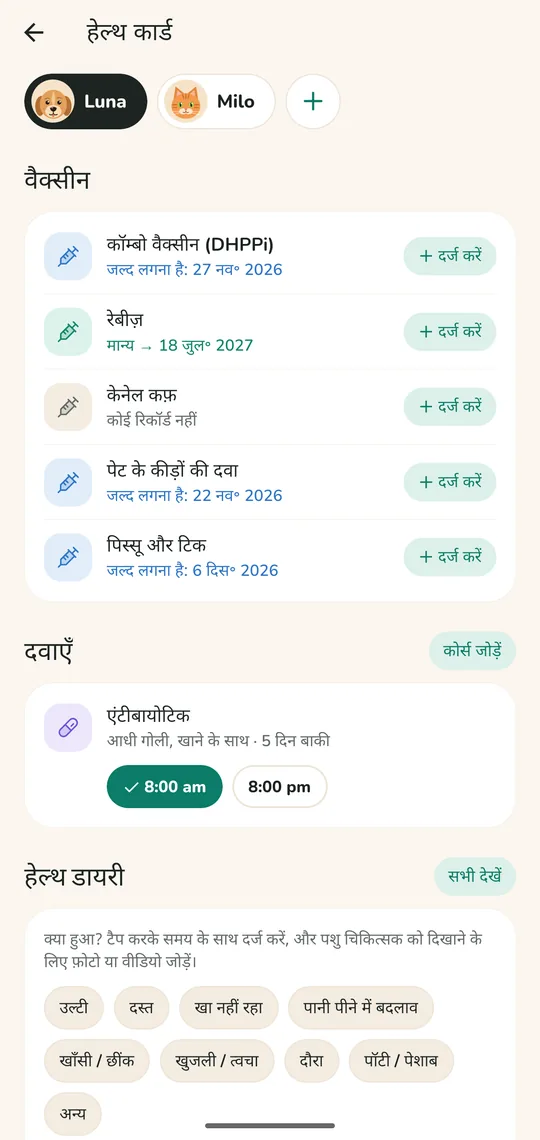 हेल्थ कार्ड
Luna
Milo
वैक्सीन
कॉम्बो वैक्सीन (DHPPi)
जल्द लगना है: 27 नव॰ 2026
+ दर्ज करें
रेबीज़
मान्य → 18 जुल॰ 2027
+ दर्ज करें
केनेल कफ़
कोई रिकॉर्ड नहीं
+ दर्ज करें
पेट के कीड़ों की दवा
जल्द लगना है: 22 नव॰ 2026
+ दर्ज करें
पिस्सू और टिक
जल्द लगना है: 6 दिस॰ 2026
+ दर्ज करें
दवाएँ
कोर्स जोड़ें
एंटीबायोटिक
आधी गोली, खाने के साथ · 5 दिन बाकी
8:00 am
8:00 pm
हेल्थ डायरी
सभी देखें
क्या हुआ? टैप करके समय के साथ दर्ज करें, और पशु चिकित्सक को दिखाने के
लिए फ़ोटो या वीडियो जोड़ें।
उल्टी
दस्त
खा नहीं रहा
पानी पीने में बदलाव
खाँसी / छींक
खुजली / त्वचा
दौरा
पॉटी / पेशाब
अन्य